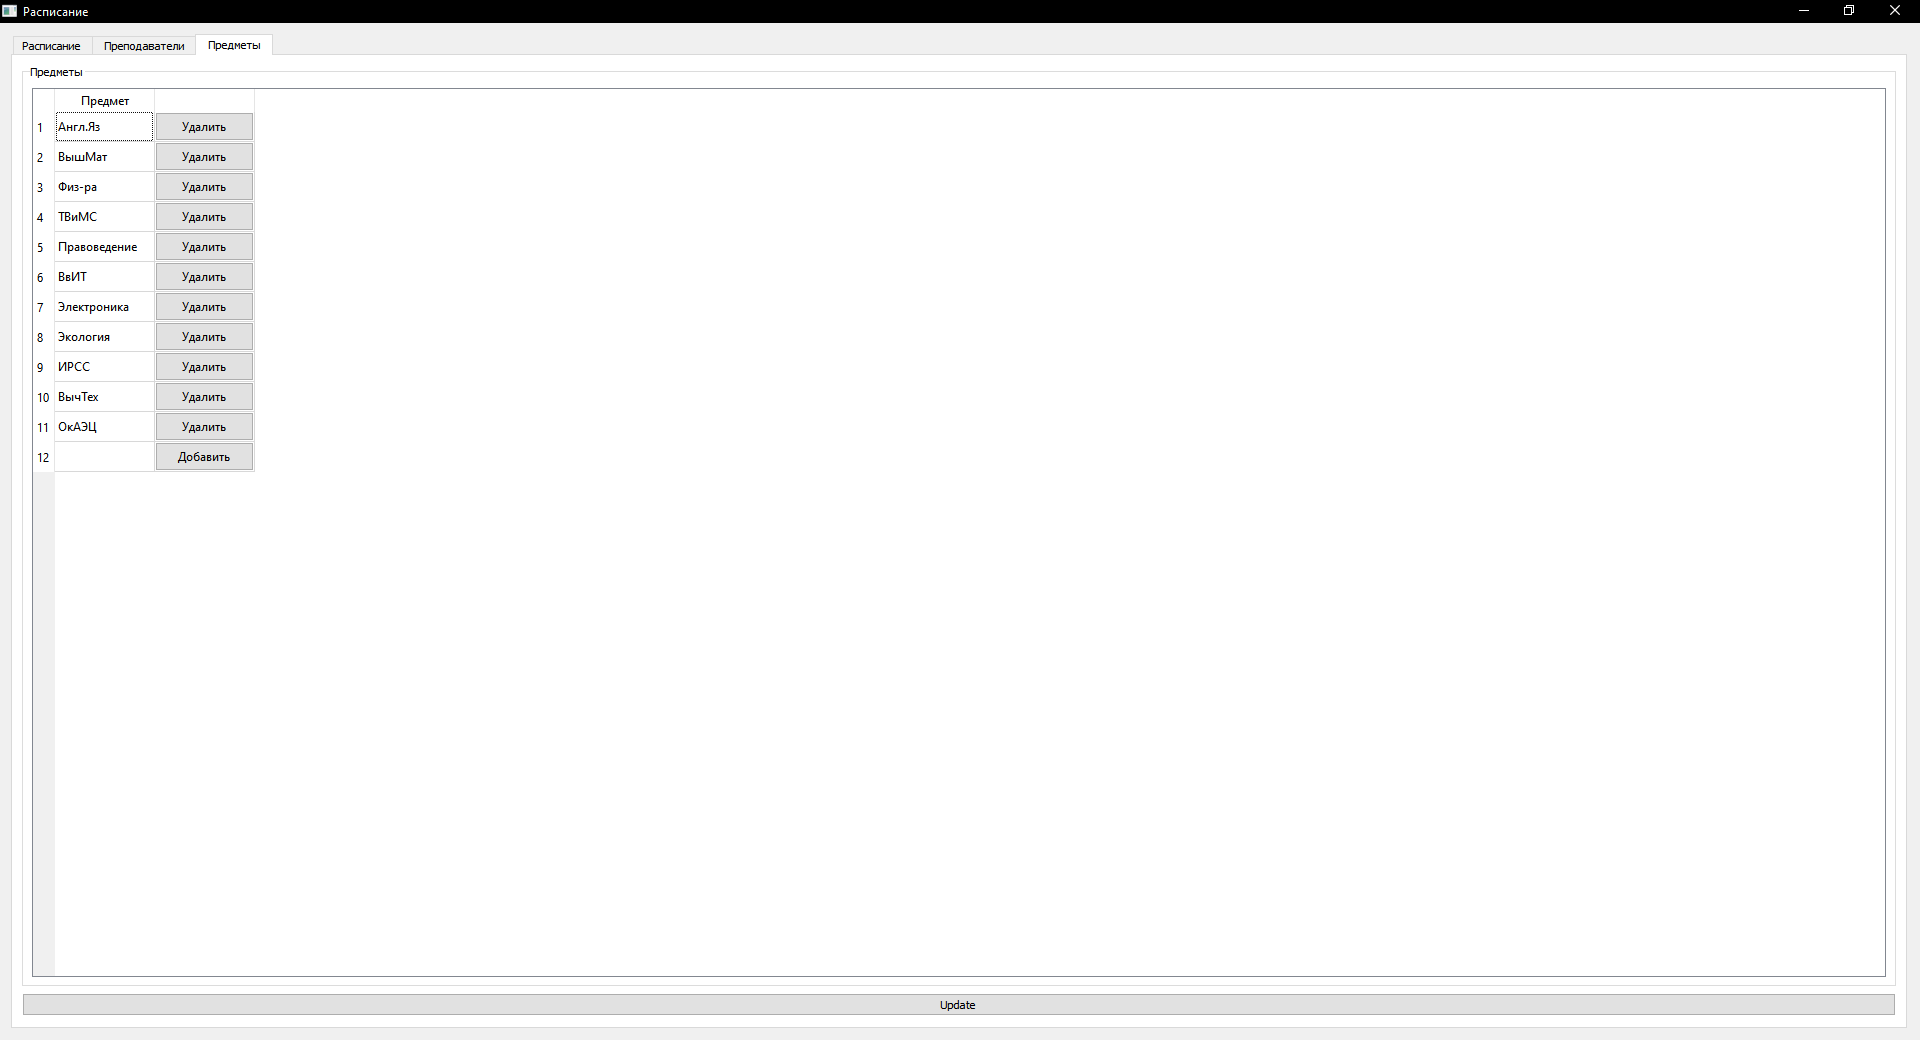 Расписание
Расписание Преподаватели Предметы
Предметы
Предмет
1 Англ.Яз Удалить
2 ВышМат Удалить
3 Физ-ра Удалить
4 ТВиМС Удалить
5 Правоведение Удалить
6 ВвИТ Удалить
7 Электроника Удалить
8 Экология Удалить
9 ИРСС Удалить
10 ВычТех Удалить
11 ОкАЭЦ Удалить
12 Добавить
Update